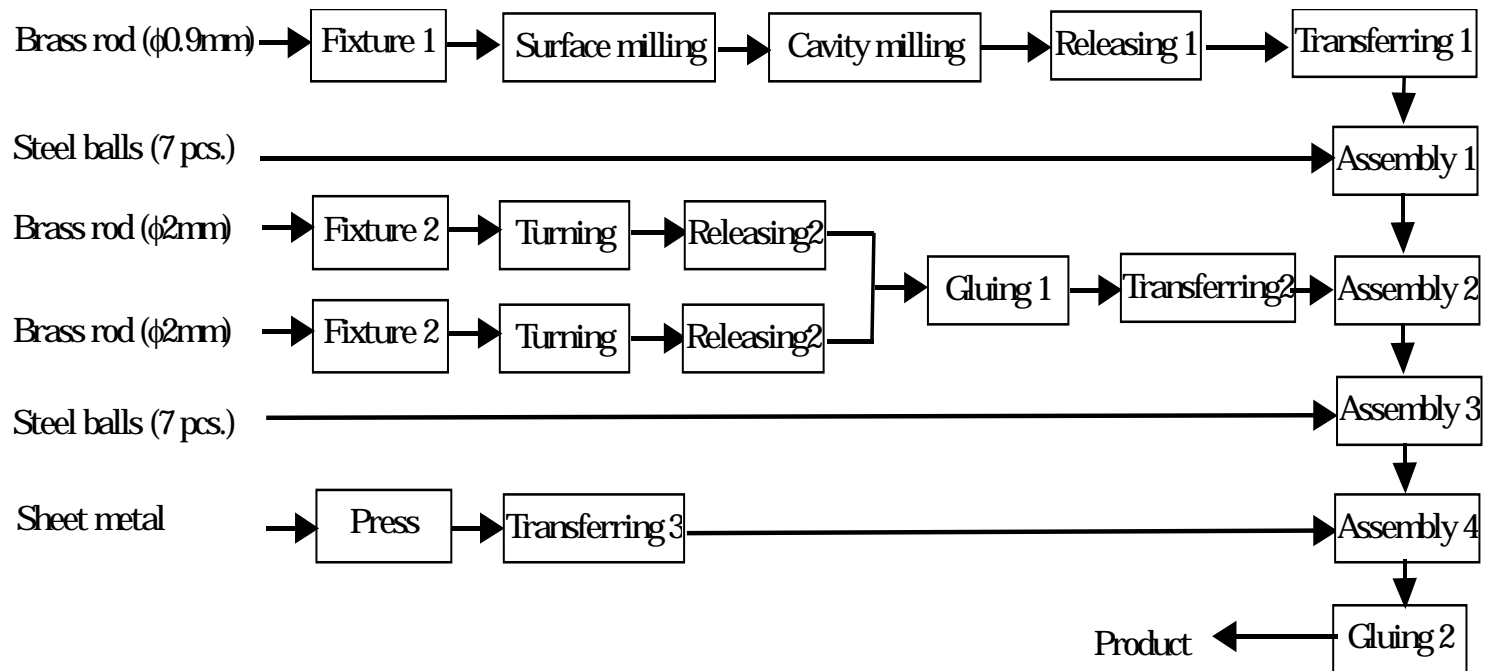 Brass rod (ϕ0.9mm) Fixture 1 Surface milling Cavity milling Releasing 1 Transferring 1
Steel balls (7 pcs.) Assembly 1
Brass rod (ϕ2mm) Fixture 2 Turning Releasing2
Gluing 1 Transferring2 Assembly 2
Brass rod (ϕ2mm) Fixture 2 Turning Releasing2
Steel balls (7 pcs.) Assembly 3
Sheet metal Press Transferring 3 Assembly 4
Product Gluing 2